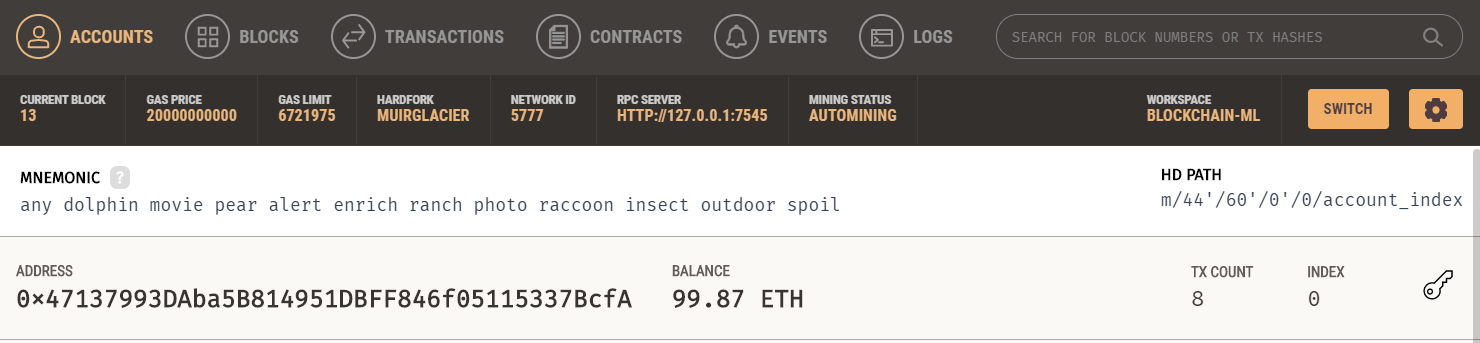 ACCOUNTS BLOCKS TRANSACTIONS CONTRACTS EVENTS LOGS SEARCH FOR BLOCK NUMBERS OR TX HASHES
CURRENT BLOCK GAS PRICE GAS LIMIT HARDFORK NETWORK ID RPC SERVER MINING STATUS WORKSPACE
13 20000000000 6721975 MUIRGLACIER 5777 HTTP://127.0.0.1:7545 AUTOMINING BLOCKCHAIN-ML SWITCH
MNEMONIC ? HD PATH
any dolphin movie pear alert enrich ranch photo raccoon insect outdoor spoil m/44'/60'/0'/0/account_index
ADDRESS BALANCE TX COUNT INDEX
0×47137993DAba5B814951DBFF846f05115337BcfA 99.87 ETH 8 0